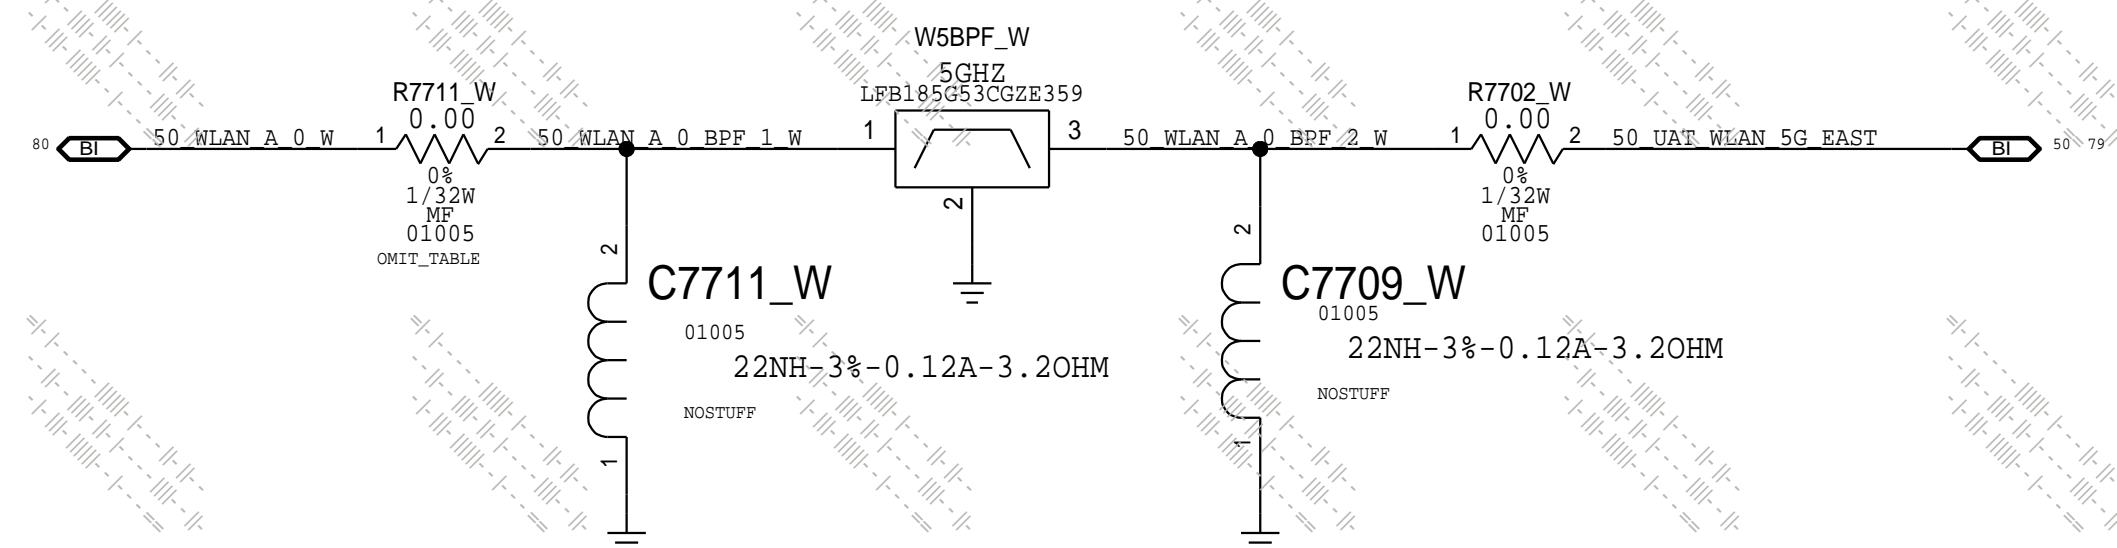 W5BPF_W
5GHZ
LFB185G53CGZE359
R7711_W
0.00
R7702_W
0.00
80
BI
50_WLAN_A_0_W
1
2
50_WLAN_A_0_BPF_1_W
1
3
50_WLAN_A_0_BPF_2_W
1
2
50_UAT_WLAN_5G_EAST
BI
50 79
0%
1/32W
MF
01005
OMIT_TABLE
2
0%
1/32W
MF
01005
2
C7711_W
01005
22NH-3%-0.12A-3.2OHM
NOSTUFF
1
2
C7709_W
01005
22NH-3%-0.12A-3.2OHM
NOSTUFF
1